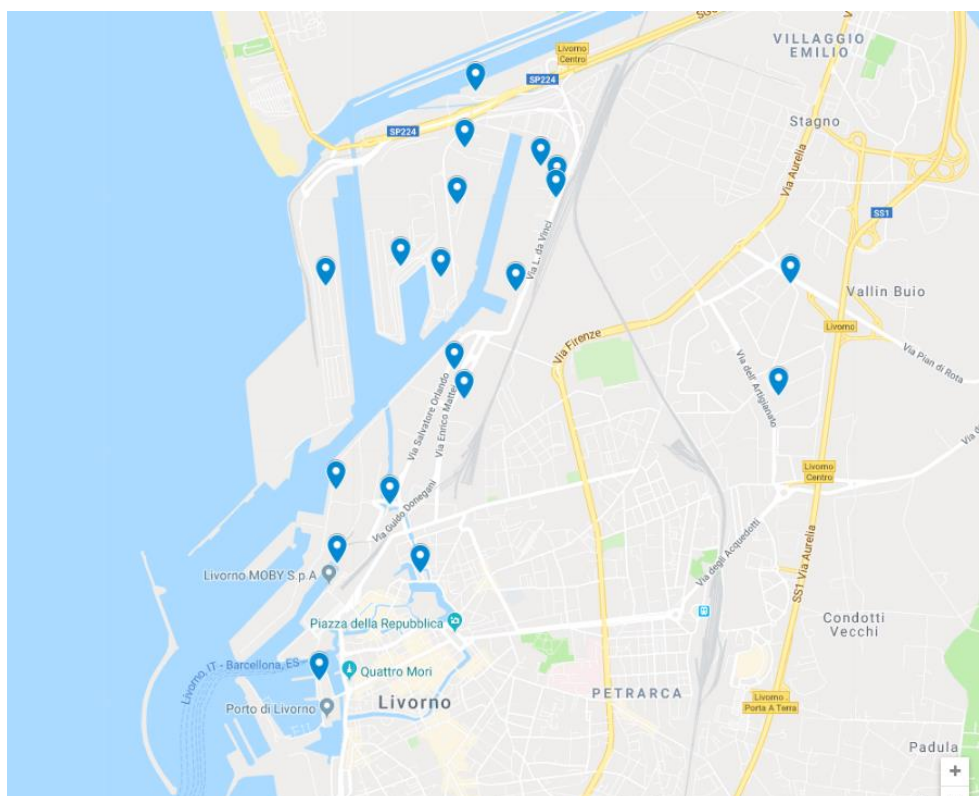 VILLAGGIO
EMILIO
Livorno
Centro
SP224
Stagno
SP224
Via Aurelia
SS1
Via L. da Vinci
Vallin Buio
Livorno
Via Firenze
Via Pian di Rota
Via dell' Artigianato
Via Salvatore Orlando
Via Enrico Mattei
Livorno
Centro
Via Guido Donegani
Via degli Acquedotti
SS1 Via Aurelia
Livorno MOBY S.p.A
Condotti
Vecchi
Piazza della Repubblica
Livorno, IT - Barcellona, ES
Quattro Mori
PETRARCA
Livorno
Porto di Livorno
Livorno
Porta A Terra
Padula
+